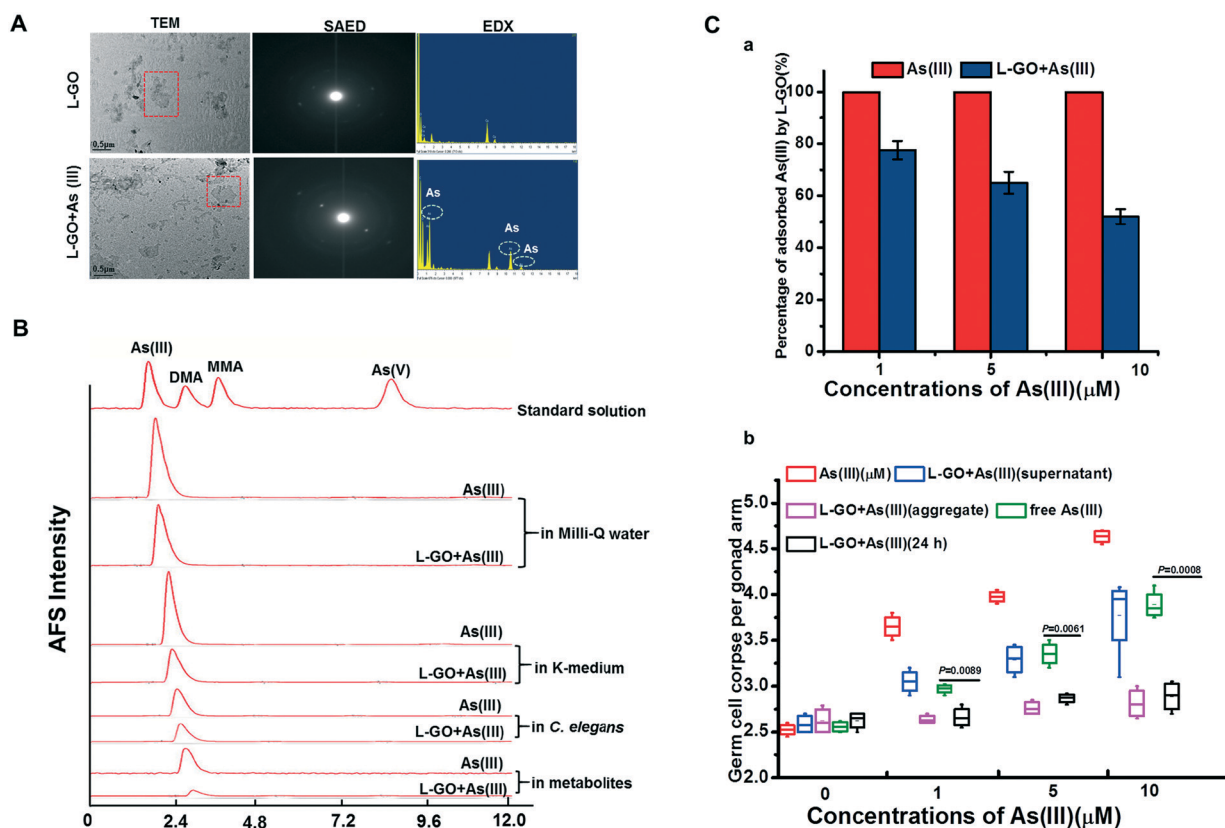 A
TEM
SAED
EDX
L-GO
0.5μm
L-GO+As (III)
0.5μm
As
As
As
B
As(III)
DMA
MMA
As(V)
Standard solution
As(III)
in Milli-Q water
L-GO+As(III)
As(III)
in K-medium
L-GO+As(III)
As(III)
in C. elegans
L-GO+As(III)
As(III)
in metabolites
L-GO+As(III)
AFS Intensity
0 2.4 4.8 7.2 9.6 12.0
C
a
As(III) L-GO+As(III)
Percentage of adsorbed As(III) by L-GO(%)
100
80
60
40
20
0
1 5 10
Concentrations of As(III)(μM)
b
As(III)(μM) L-GO+As(III)(supernatant)
L-GO+As(III)(aggregate) free As(III)
L-GO+As(III)(24 h)
Germ cell corpse per gonad arm
5.0
4.5
4.0
3.5
3.0
2.5
2.0
P=0.0089
P=0.0061
P=0.0008
0 1 5 10
Concentrations of As(III)(μM)